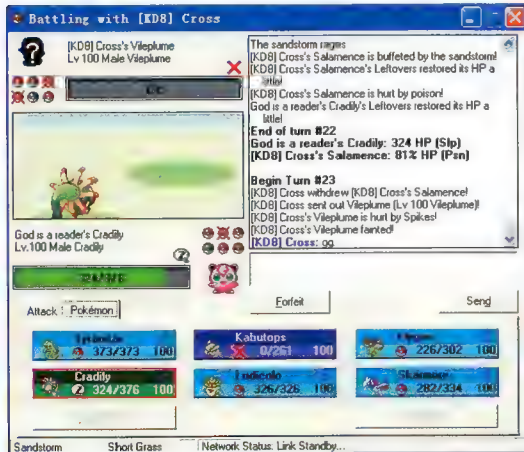 Battling with [KD8] Cross
[KD8] Cross's Vileplume
Lv 100 Male Vileplume
The sandstorm rages
[KD8] Cross's Salamence is buffeted by the sandstorm!
[KD8] Cross's Salamence's Leftovers restored its HP a
little!
[KD8] Cross's Salamence is hurt by poison!
God is a reader's Cradily's Leftovers restored its HP a
little!
End of turn #22
God is a reader's Cradily: 324 HP (Slp)
[KD8] Cross's Salamence: 81% HP (Psn)
Begin Turn #23
[KD8] Cross withdrew [KD8] Cross's Salamence!
[KD8] Cross sent out Vileplume (Lv 100 Vileplume)!
[KD8] Cross's Vileplume is hurt by Spikes!
[KD8] Cross's Vileplume fainted!
[KD8] Cross: gg
God is a reader's Cradily
Lv.100 Male Cradily
324/376
Attack
Pokémon
Forfeit
Send
373/373 100
Kabutops
0/261 100
226/302 100
Cradily
324/376 100
Ludicolo
326/326 100
Skarmory
282/334 100
Sandstorm
Short Grass
Network Status: Link Standby...